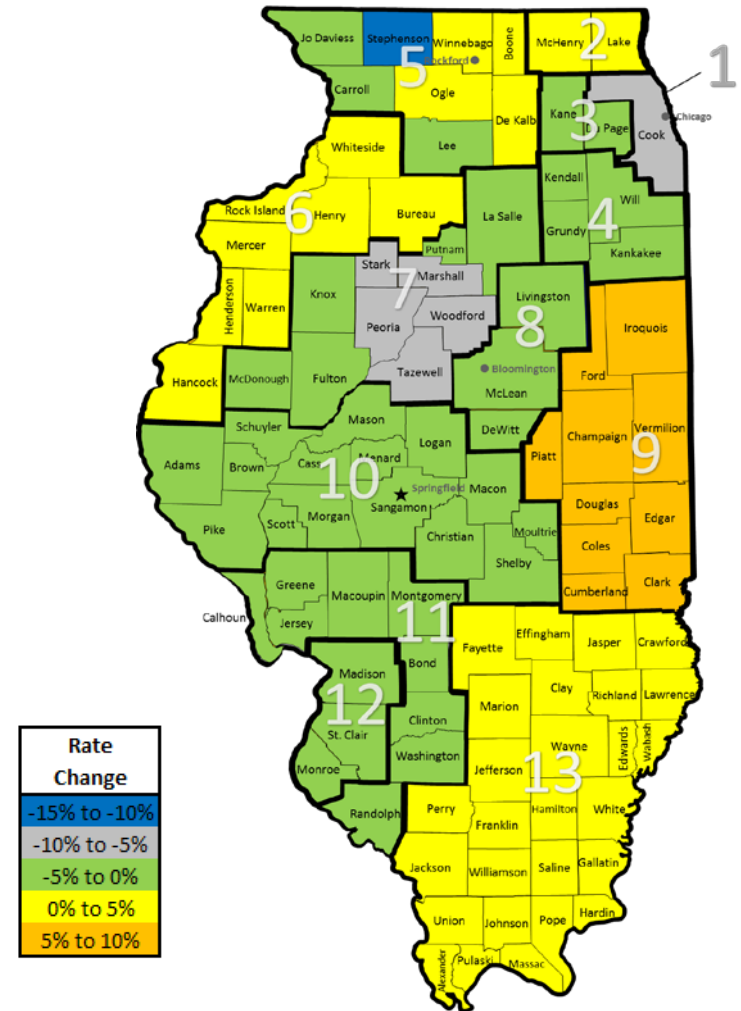 Jo Daviess
Stephenson
Winnebago
Boone
McHenry
2
Lake
5
ockford
1
Carroll
Ogle
De Kalb
Kane
3
Du Page
Cook
Chicago
Whiteside
Lee
Kendall
Will
Rock Island
6
Henry
Bureau
La Salle
Grundy
4
Mercer
Putnam
Kankakee
Stark
7
Marshall
Henderson
Warren
Knox
Peoria
Woodford
Livingston
8
Iroquois
Hancock
McDonough
Fulton
Tazewell
Bloomington
McLean
Ford
Schuyler
Mason
Logan
DeWitt
Champaign
Vermilion
Adams
Brown
Cass
Menard
10
Springfield
Macon
Piatt
9
Pike
Scott
Morgan
Sangamon
Christian
Moultrie
Douglas
Edgar
Shelby
Coles
Greene
Macoupin
Montgomery
Cumberland
Clark
Calhoun
Jersey
11
Fayette
Effingham
Jasper
Crawford
Madison
Bond
Clay
Richland
Lawrence
12
Marion
St. Clair
Clinton
Wayne
Edwards
Wabash
Monroe
Washington
Jefferson
13
Randolph
Perry
Hamilton
White
Franklin
Jackson
Williamson
Saline
Gallatin
Union
Johnson
Pope
Hardin
Alexander
Pulaski
Massac
Rate
Change
-15% to -10%
-10% to -5%
-5% to 0%
0% to 5%
5% to 10%